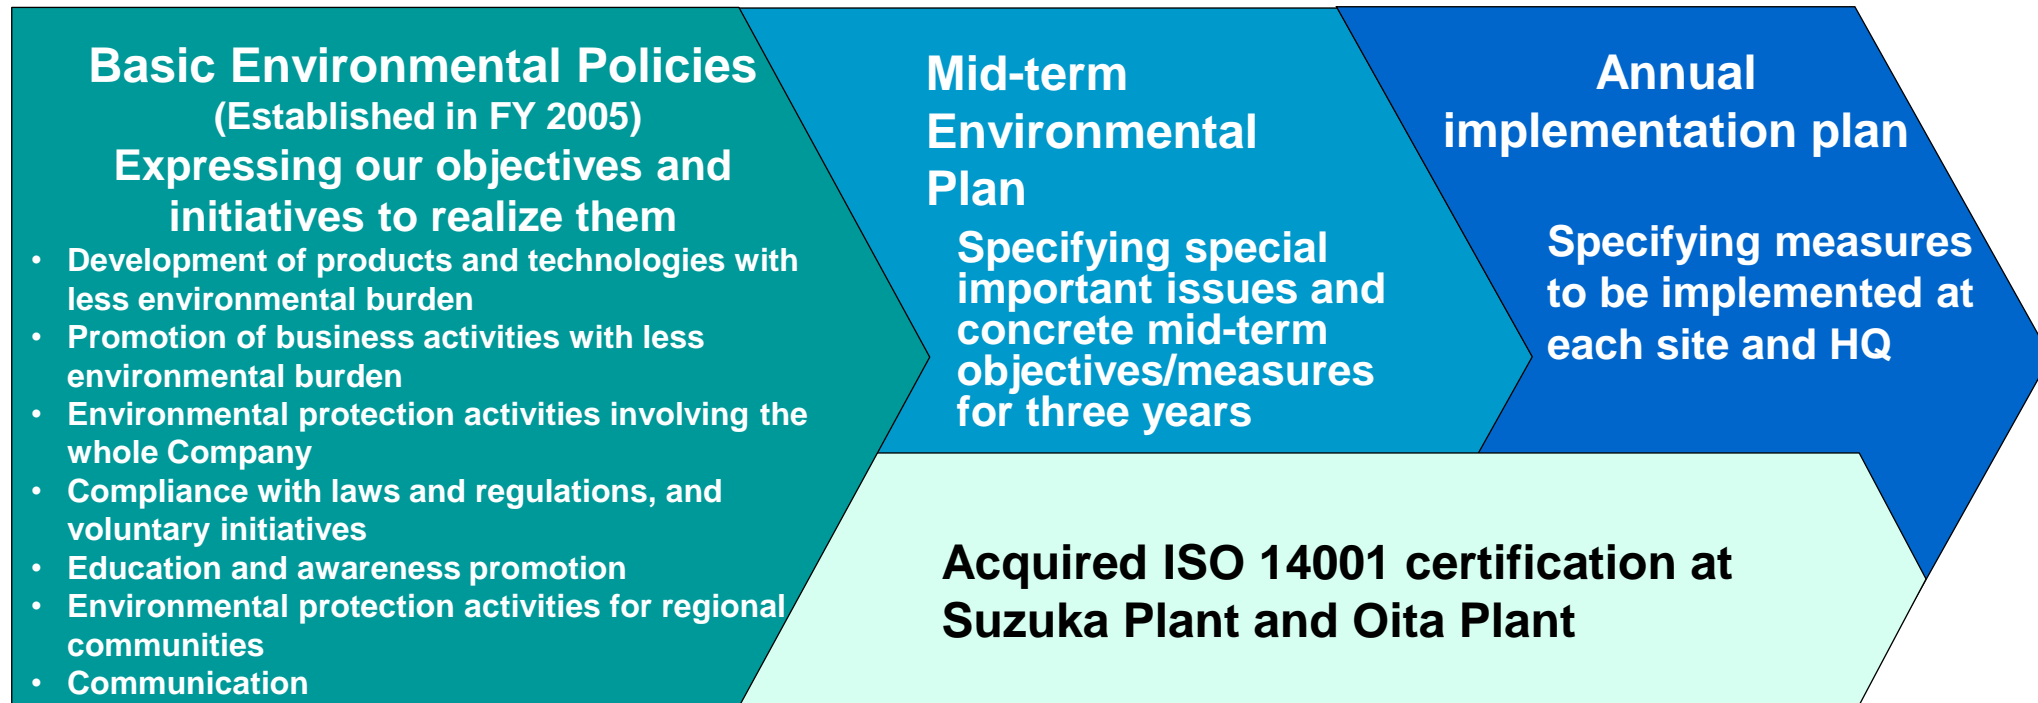 Basic Environmental Policies
(Established in FY 2005)
Expressing our objectives and
initiatives to realize them
• Development of products and technologies with
less environmental burden
• Promotion of business activities with less
environmental burden
• Environmental protection activities involving the
whole Company
• Compliance with laws and regulations, and
voluntary initiatives
• Education and awareness promotion
• Environmental protection activities for regional
communities
• Communication
Mid-term
Environmental
Plan
Specifying special
important issues and
concrete mid-term
objectives/measures
for three years
Annual
implementation plan
Specifying measures
to be implemented at
each site and HQ
Acquired ISO 14001 certification at
Suzuka Plant and Oita Plant